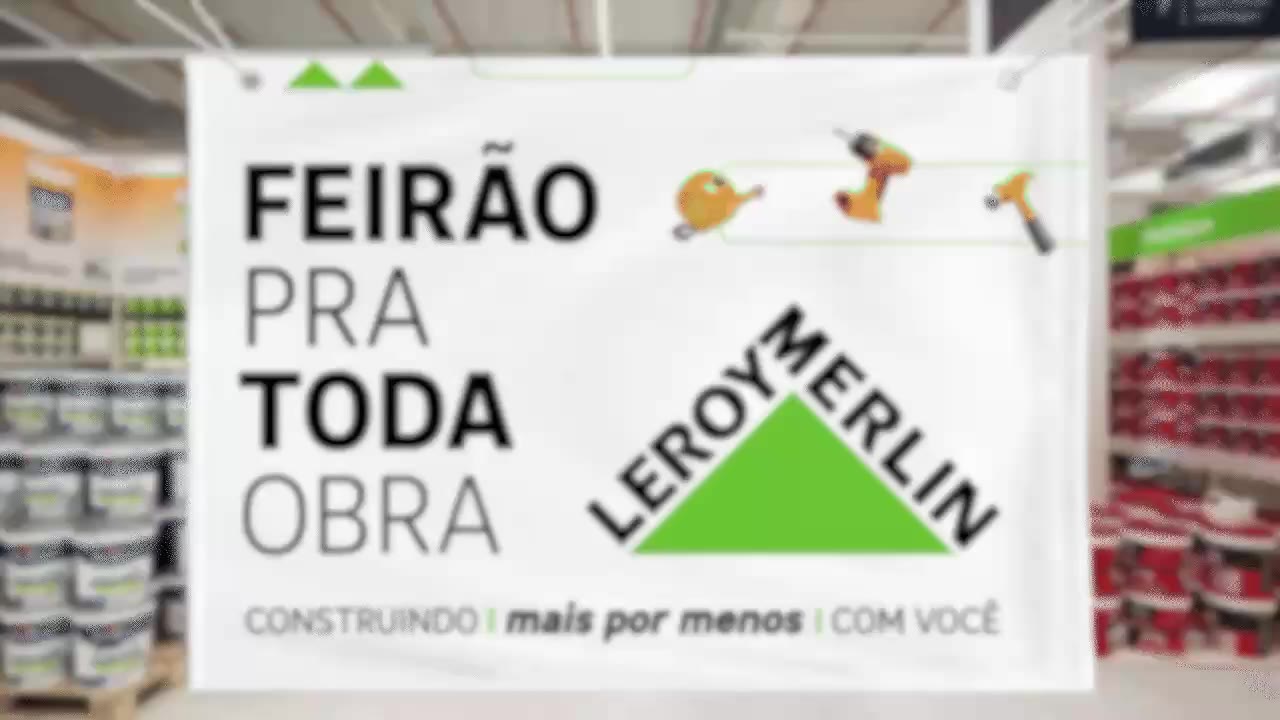 FEIRÃO
PRA
TODA
OBRA
LEROY MERLIN
CONSTRUINDO | mais por menos | COM VOCÊ